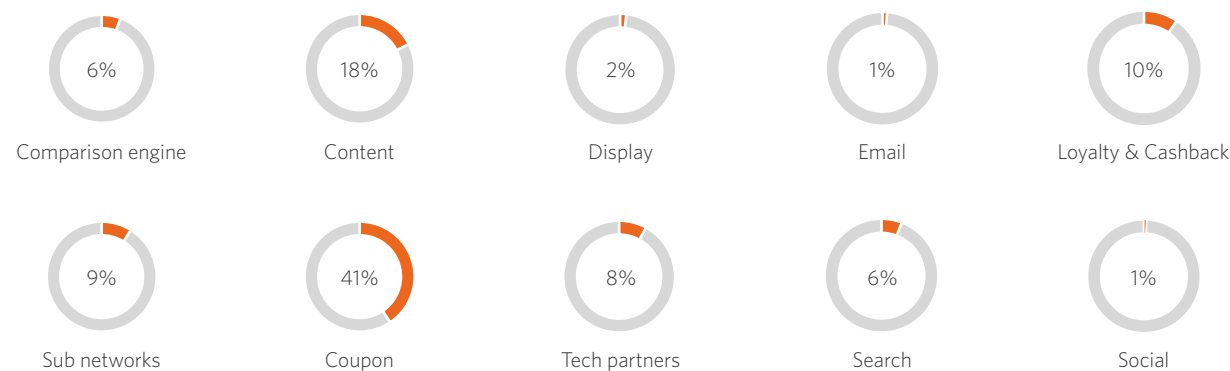 6%
18%
2%
1%
10%
Comparison engine
Content
Display
Email
Loyalty & Cashback
9%
41%
8%
6%
1%
Sub networks
Coupon
Tech partners
Search
Social